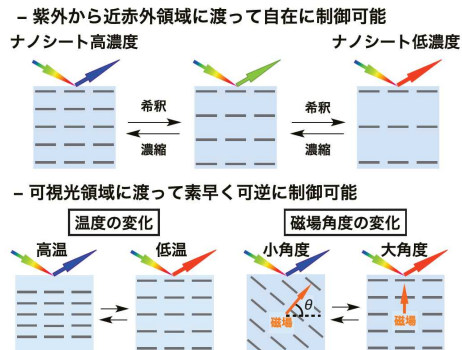 – 紫外から近赤外領域に渡って自在に制御可能
ナノシート高濃度 ナノシート低濃度
希釈 希釈
濃縮 濃縮
– 可視光領域に渡って素早く可逆に制御可能
温度の変化 磁場角度の変化
高温 低温 小角度 大角度
θ
磁場 磁場